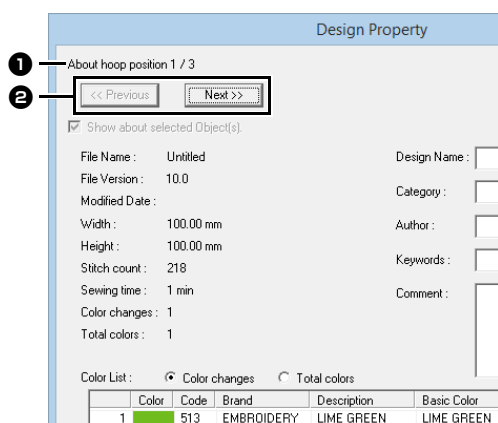 Design Property
1 About hoop position 1 / 3
2 << Previous Next >>
Show about selected Object(s).
File Name : Untitled Design Name :
File Version : 10.0
Modified Date : Category :
Width : 100.00 mm Author :
Height : 100.00 mm
Stitch count : 218 Keywords :
Sewing time : 1 min Comment :
Color changes : 1
Total colors : 1
Color List : Color changes Total colors
Color Code Brand Description Basic Color
1 513 EMBROIDERY LIME GREEN LIME GREEN